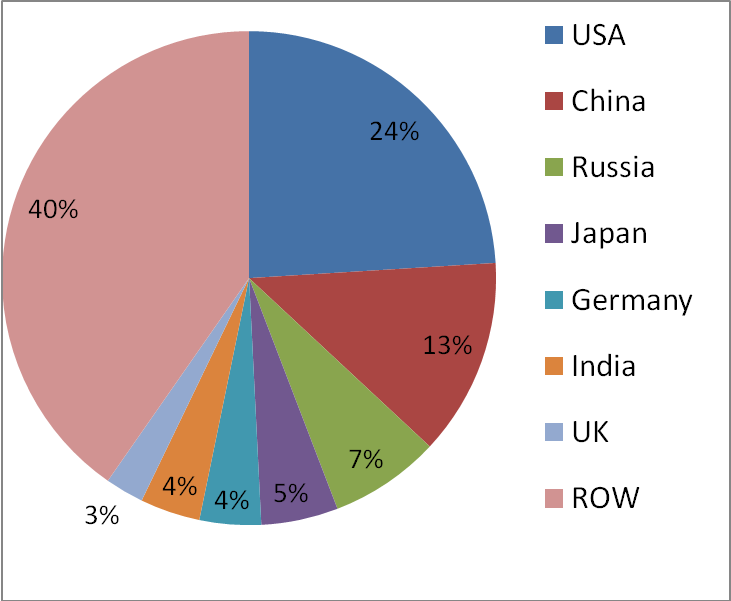 USA
China
Russia
Japan
Germany
India
UK
ROW
24%
13%
7%
5%
4%
4%
3%
40%